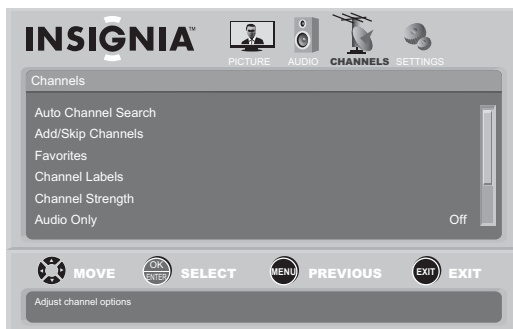 INSIGNIA™
PICTURE AUDIO CHANNELS SETTINGS
Channels
Auto Channel Search
Add/Skip Channels
Favorites
Channel Labels
Channel Strength
Audio Only Off
MOVE OK ENTER SELECT MENU PREVIOUS EXIT EXIT
Adjust channel options